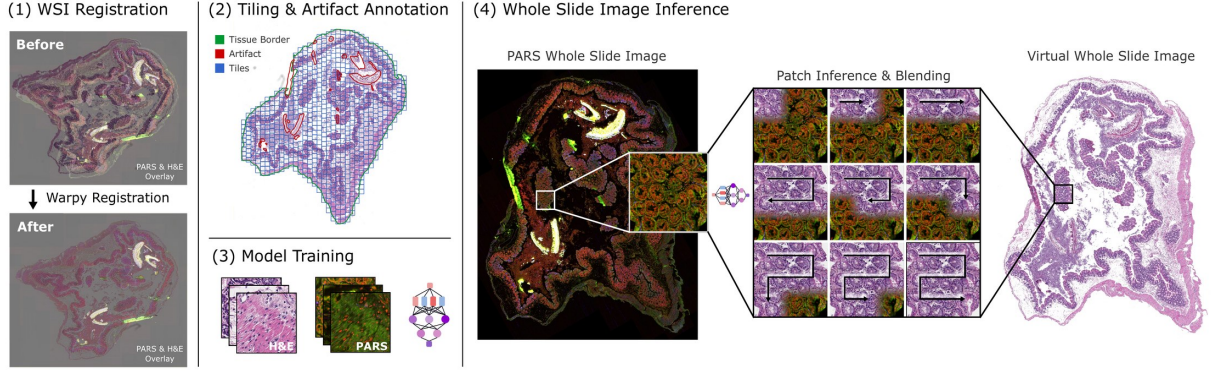 (1) WSI Registration
Before
PARS & H&E
Overlay
Warpy Registration
After
PARS & H&E
Overlay
(2) Tiling & Artifact Annotation
Tissue Border
Artifact
Tiles
(3) Model Training
H&E
PARS
(4) Whole Slide Image Inference
PARS Whole Slide Image
Patch Inference & Blending
Virtual Whole Slide Image